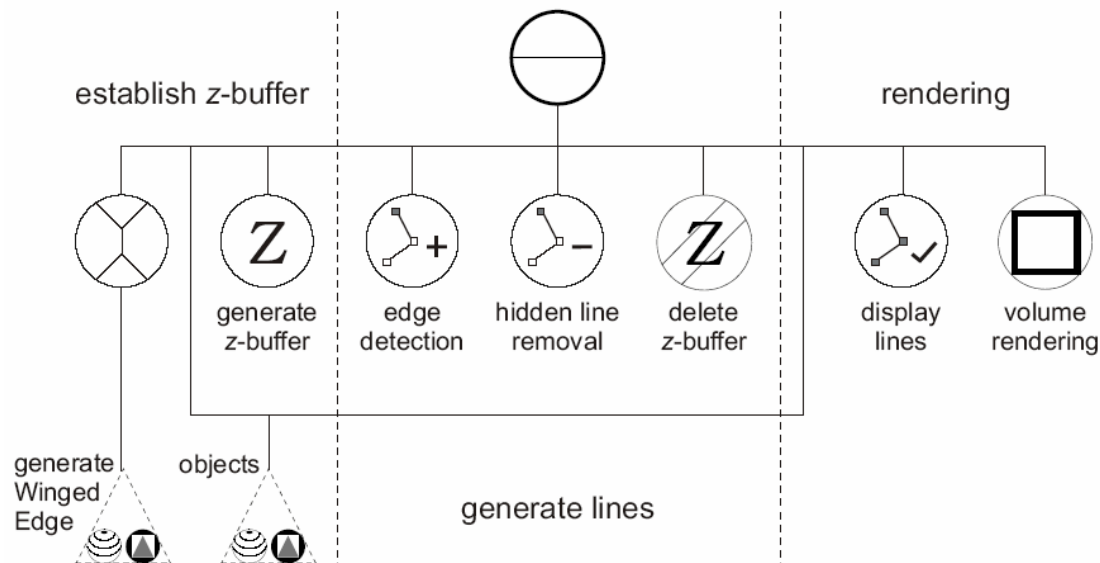 establish z-buffer
rendering
Z
generate
z-buffer
+
edge
detection
−
hidden line
removal
Z
delete
z-buffer
display
lines
volume
rendering
generate
Winged
Edge
objects
generate lines